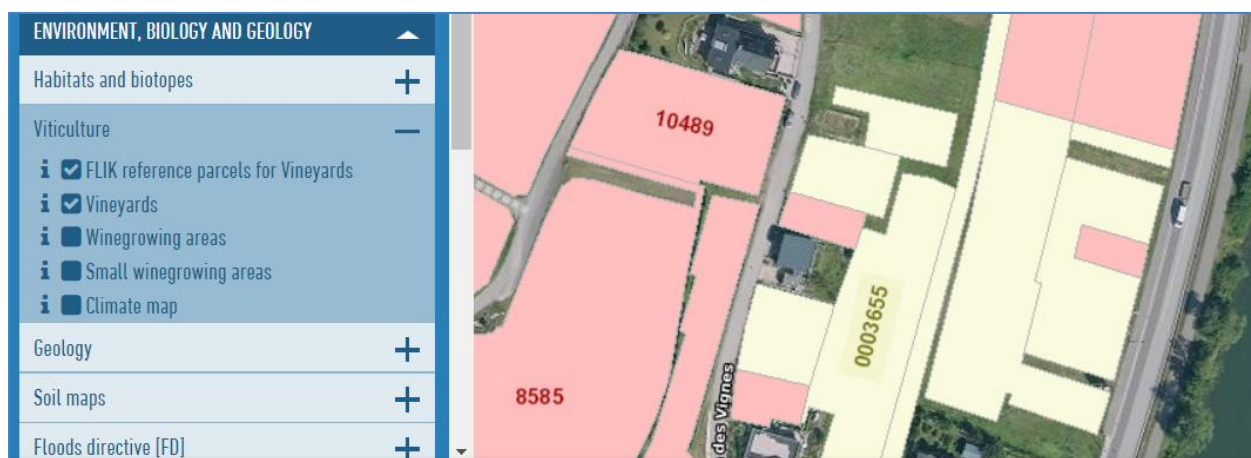 ENVIRONMENT, BIOLOGY AND GEOLOGY
Habitats and biotopes
Viticulture
i FLIK reference parcels for Vineyards
i Vineyards
i Winegrowing areas
i Small winegrowing areas
i Climate map
Geology
Soil maps
Floods directive [FD]
10489
8585
0003655
des Vignes